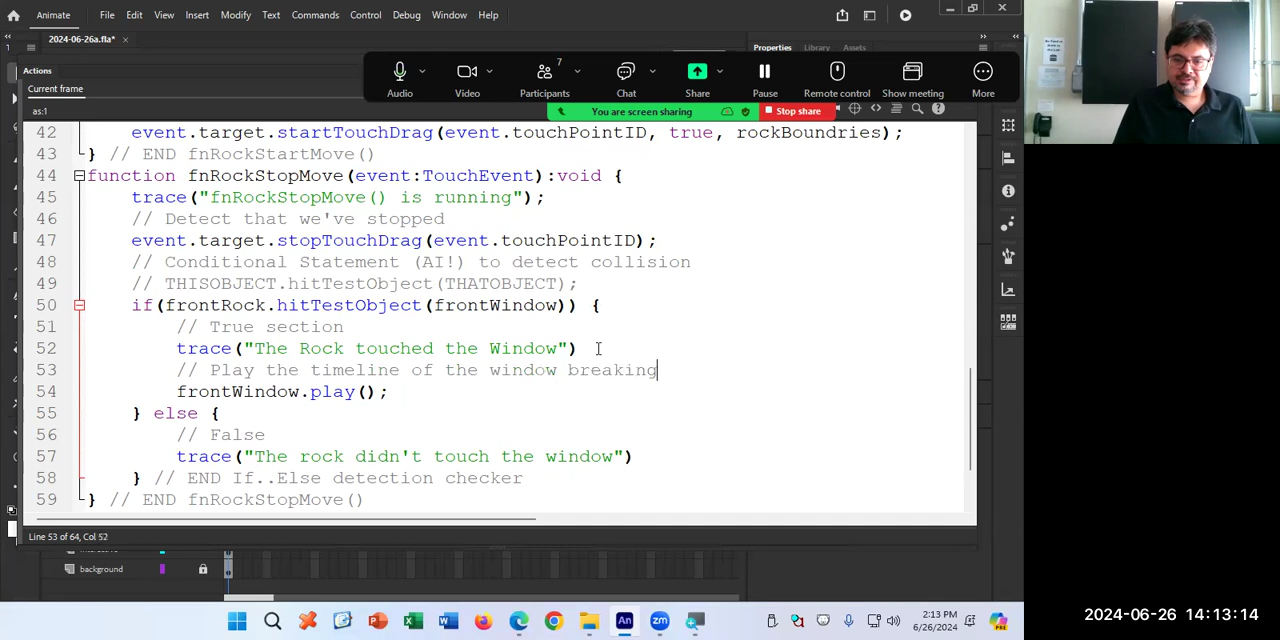 Animate File Edit View Insert Modify Text Commands Control Debug Window Help
2024-06-26a.fla* × Properties Library Assets
Actions
Current frame
Audio Video Participants 7 Chat Share Pause Remote control Show meeting More
You are screen sharing Stop share
as:1
42 event.target.startTouchDrag(event.touchPointID, true, rockBoundries);
43 } // END fnRockStartMove()
44 function fnRockStopMove(event:TouchEvent):void {
45 trace("fnRockStopMove() is running");
46 // Detect that we've stopped
47 event.target.stopTouchDrag(event.touchPointID);
48 // Conditional Statement (AI!) to detect collision
49 // THISOBJECT.hitTestObject(THATOBJECT);
50 if(frontRock.hitTestObject(frontWindow)) {
51 // True section
52 trace("The Rock touched the Window")
53 // Play the timeline of the window breaking
54 frontWindow.play();
55 } else {
56 // False
57 trace("The rock didn't touch the window")
58 } // END If..Else detection checker
59 } // END fnRockStopMove()
Line 53 of 64, Col 52
background
2:13 PM
6/26/2024
2024-06-26 14:13:14